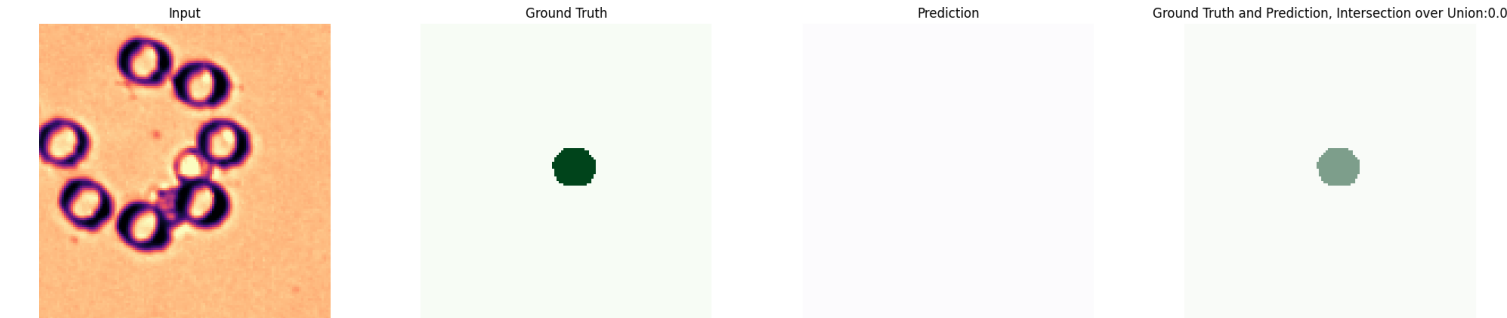 Input
Ground Truth
Prediction
Ground Truth and Prediction, Intersection over Union:0.0